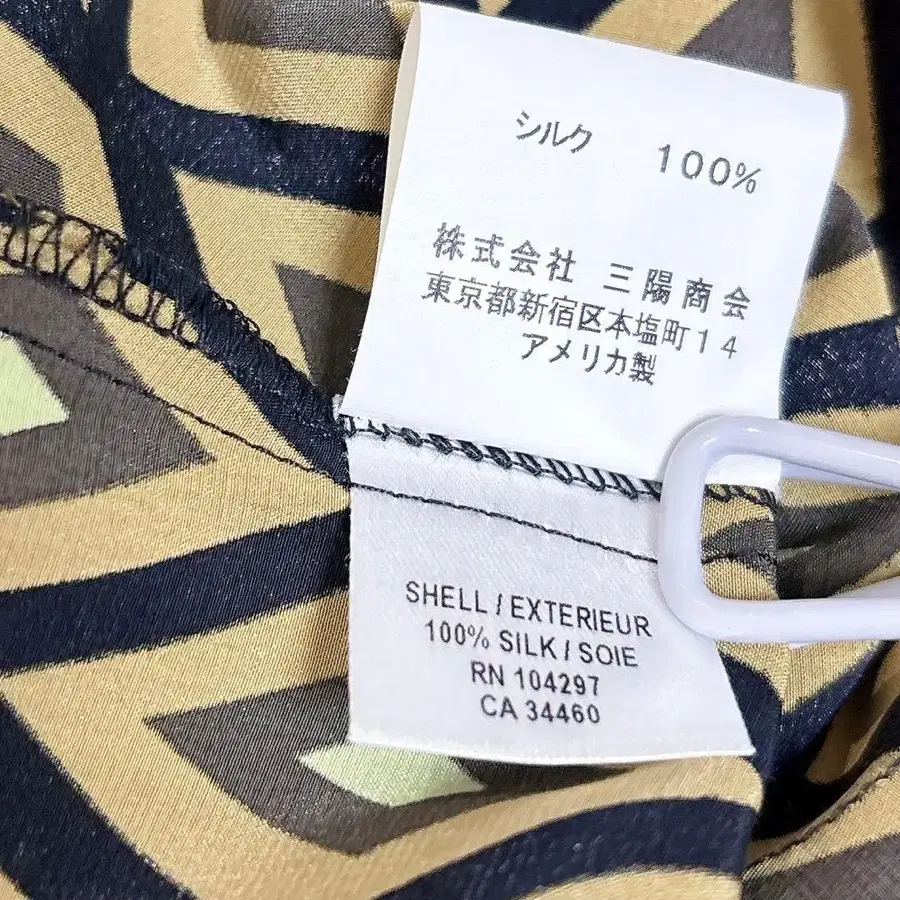 シルク 100%
株式会社 三陽商会
東京都新宿区本塩町14
アメリカ製
SHELL / EXTERIEUR
100% SILK / SOIE
RN 104297
CA 34460